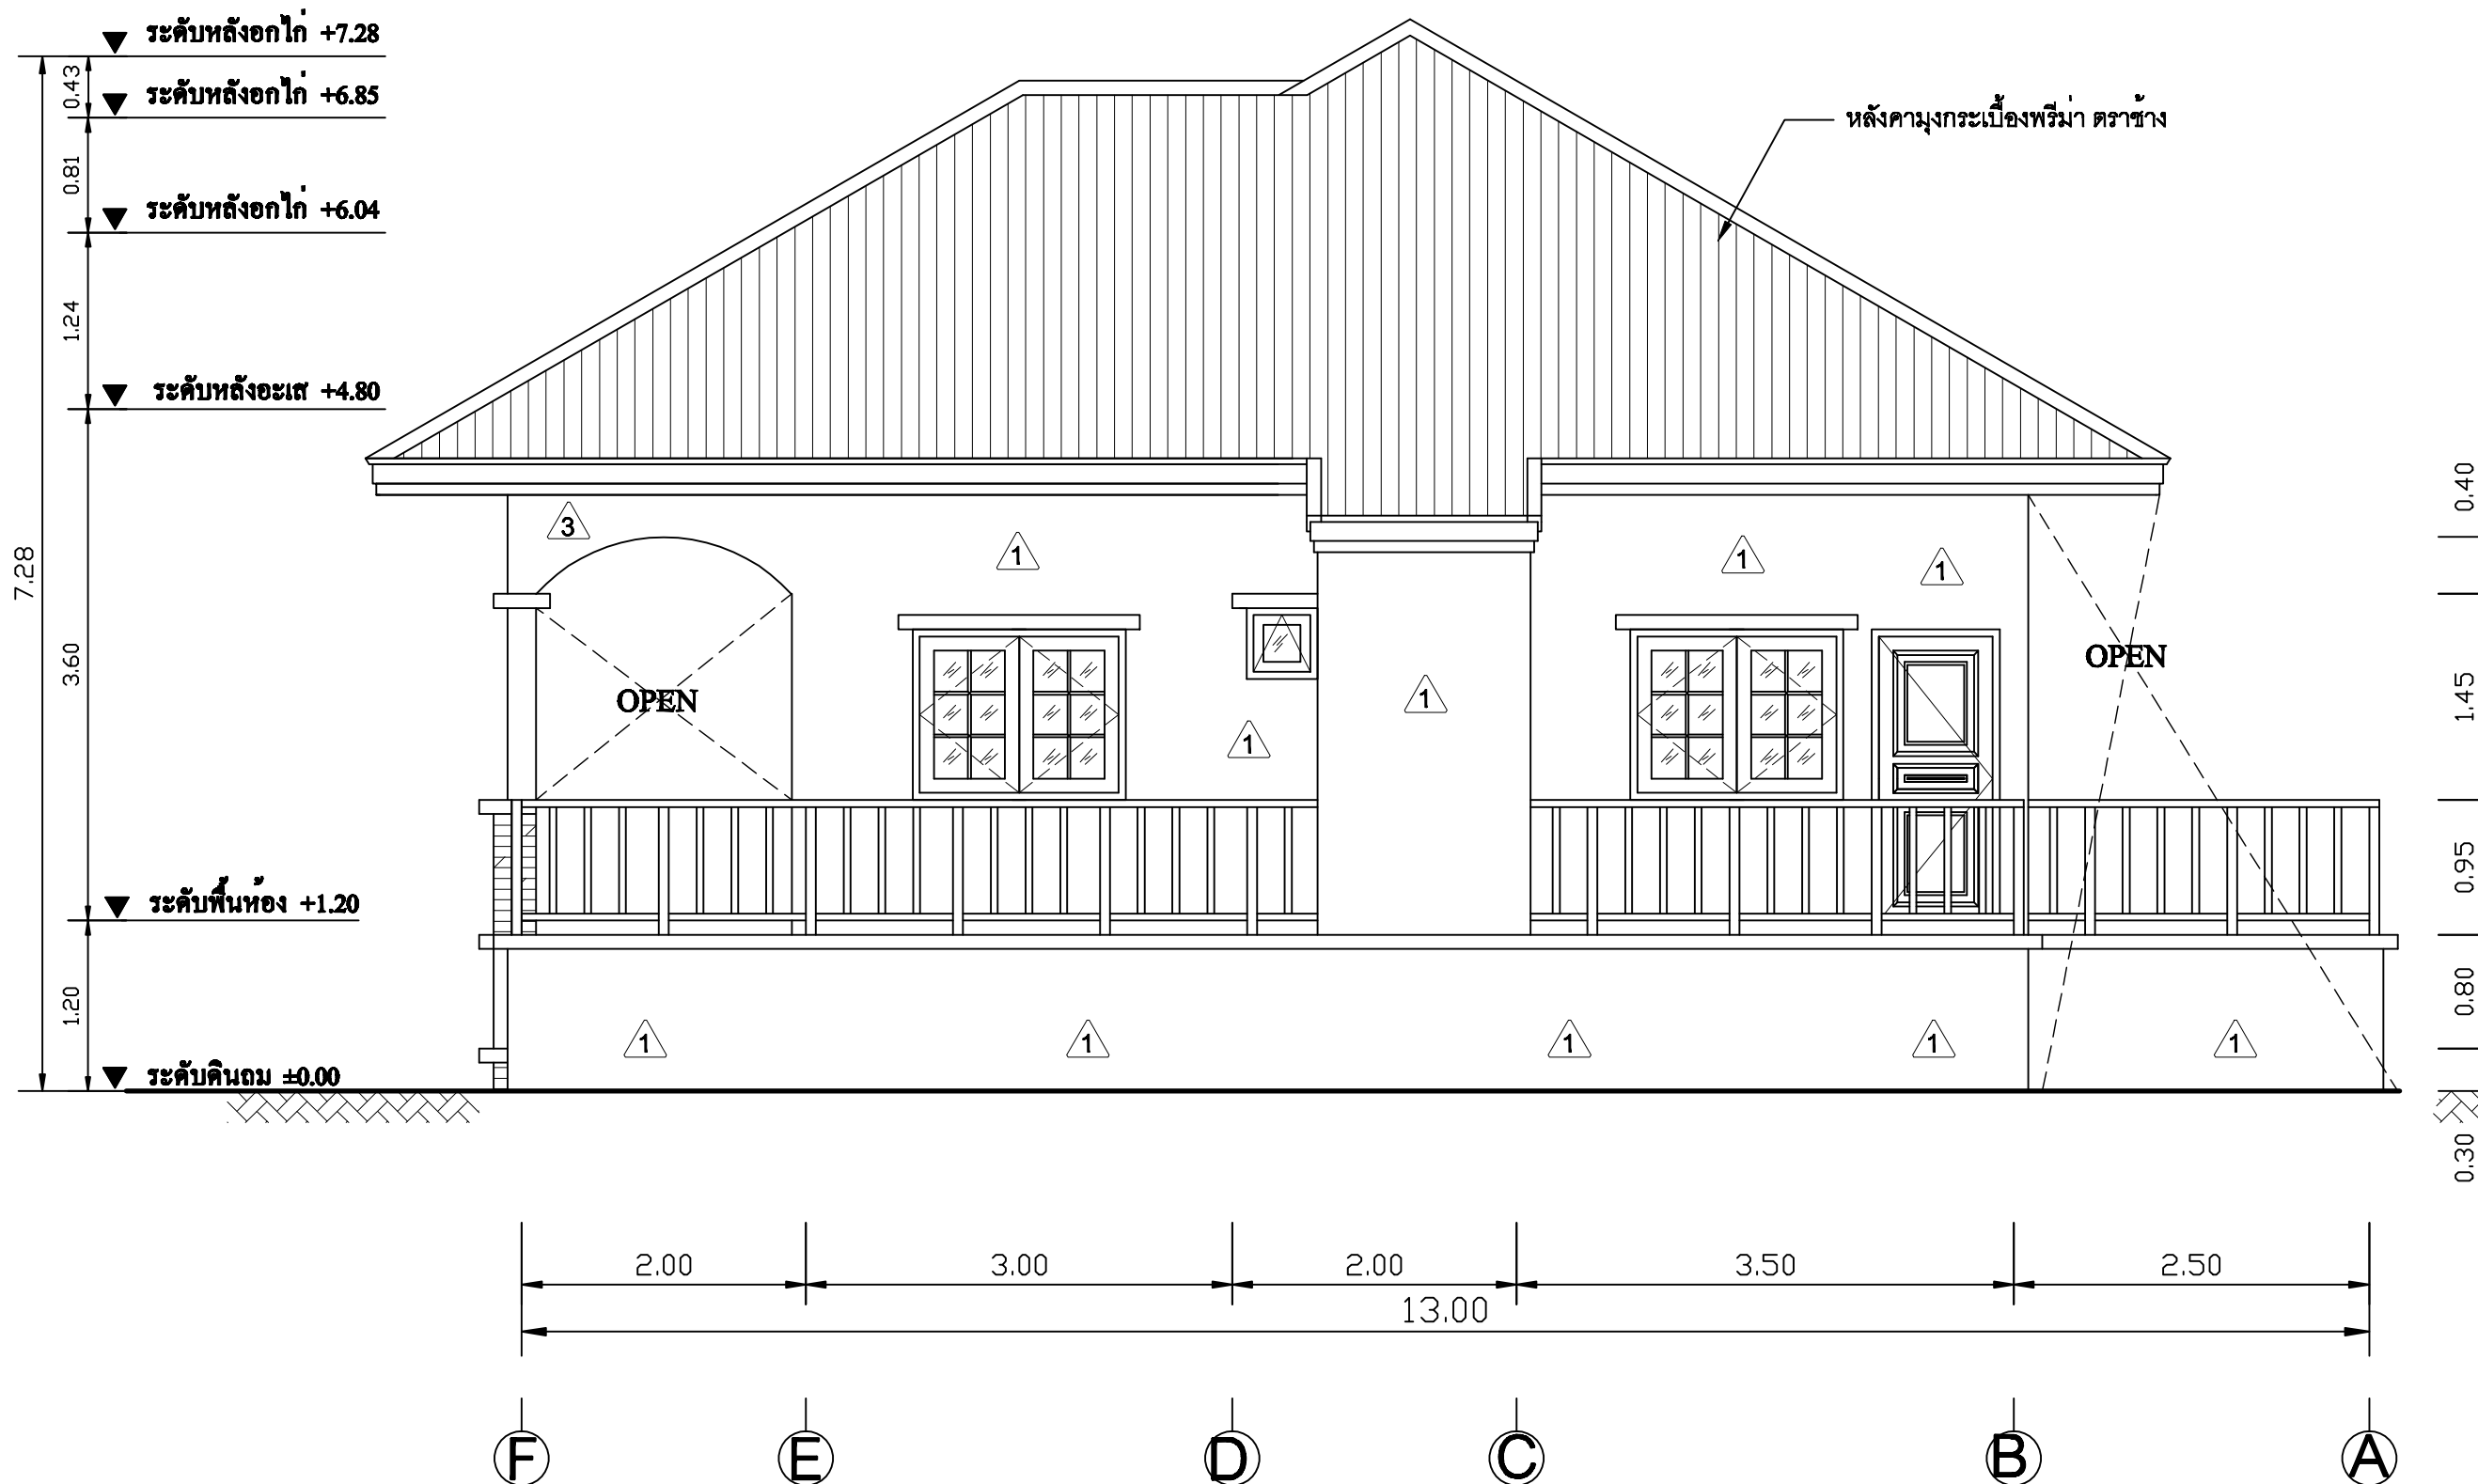 ระดับหลังอกไก่ +7.28
0.43
ระดับหลังอกไก่ +6.85
หลังคามุงกระเบื้องพรีม่า ตราช้าง
0.81
ระดับหลังอกไก่ +6.04
1.24
ระดับหลังอะเส +4.80
0.40
3
1
1
1
7.28
3.60
OPEN
OPEN
1
1.45
OPEN
1
0.95
ระดับพื้นห้อง +1.20
0.80
1.20
1
1
1
1
1
ระดับดินถม ±0.00
0.30
2.00
3.00
2.00
3.50
2.50
13.00
F
E
D
C
B
A